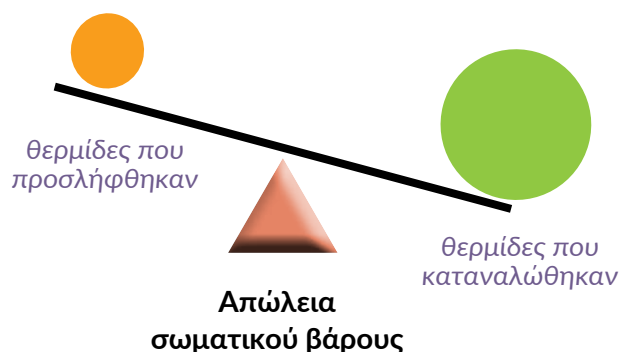 θερμίδες που
προσλήφθηκαν
θερμίδες που
καταναλώθηκαν
Απώλεια
σωματικού βάρους